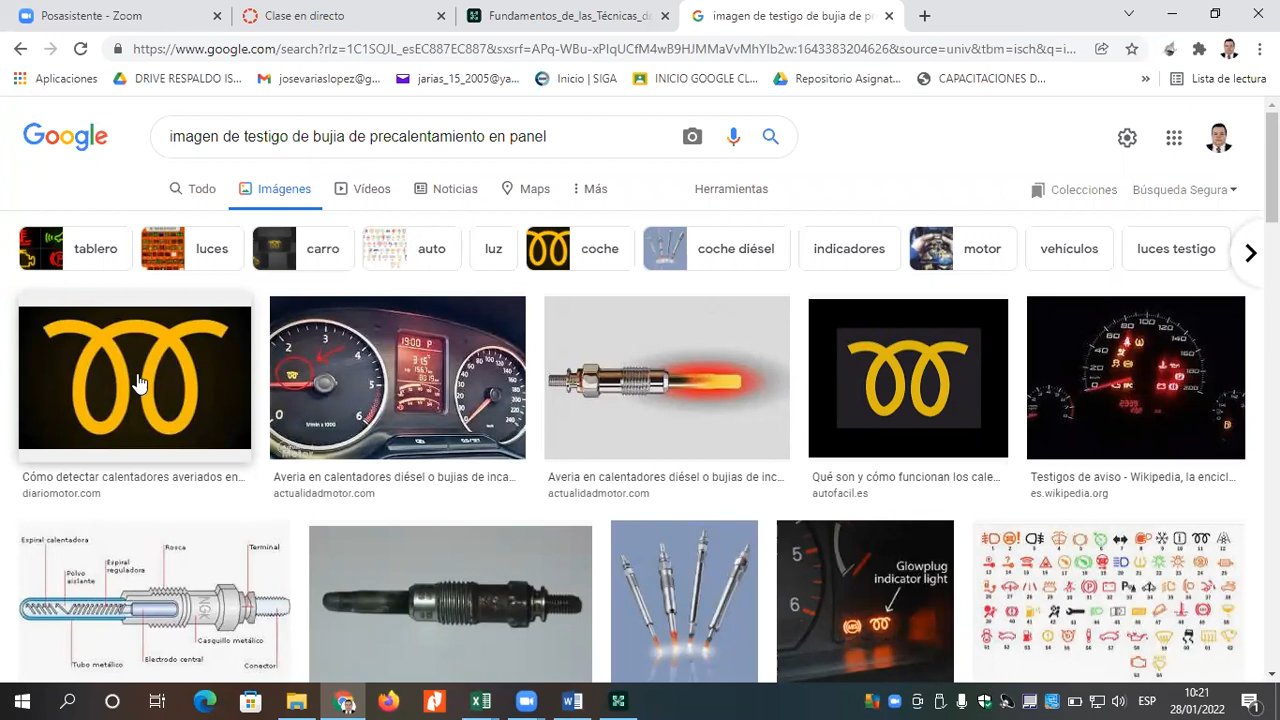 Posasistente - Zoom
Clase en directo
Fundamentos_de_las_Técnicas_d
imagen de testigo de bujia de pre
https://www.google.com/search?rlz=1C1SQJL_esEC887EC887&sxsrf=APq-WBu-xPIqUCfM4wB9HJMMaVvMhYIb2w:1643383204626&source=univ&tbm=isch&q=i...
Aplicaciones
DRIVE RESPALDO IS...
josevariaslopez@g...
jarias_15_2005@ya...
Inicio | SIGA
INICIO GOOGLE CL...
Repositorio Asignat...
CAPACITACIONES D...
»
Lista de lectura
Google
imagen de testigo de bujia de precalentamiento en panel
Todo
Imágenes
Vídeos
Noticias
Maps
Más
Herramientas
Colecciones
Búsqueda Segura
tablero
luces
carro
auto
luz
coche
coche diésel
indicadores
motor
vehículos
luces testigo
Cómo detectar calentadores averiados en...
diariomotor.com
Averia en calentadores diésel o bujias de inca...
actualidadmotor.com
Averia en calentadores diésel o bujias de inca...
actualidadmotor.com
Qué son y cómo funcionan los cale...
autofacil.es
Testigos de aviso - Wikipedia, la encicl...
es.wikipedia.org
Espiral calentadora
Rosca
Terminal
Espiral reguladora
Polvo aislante
Casquillo metálico
Electrodo central
Tubo metálico
Conector
5
6
Glowplug
indicator light
ESP
10:21
28/01/2022